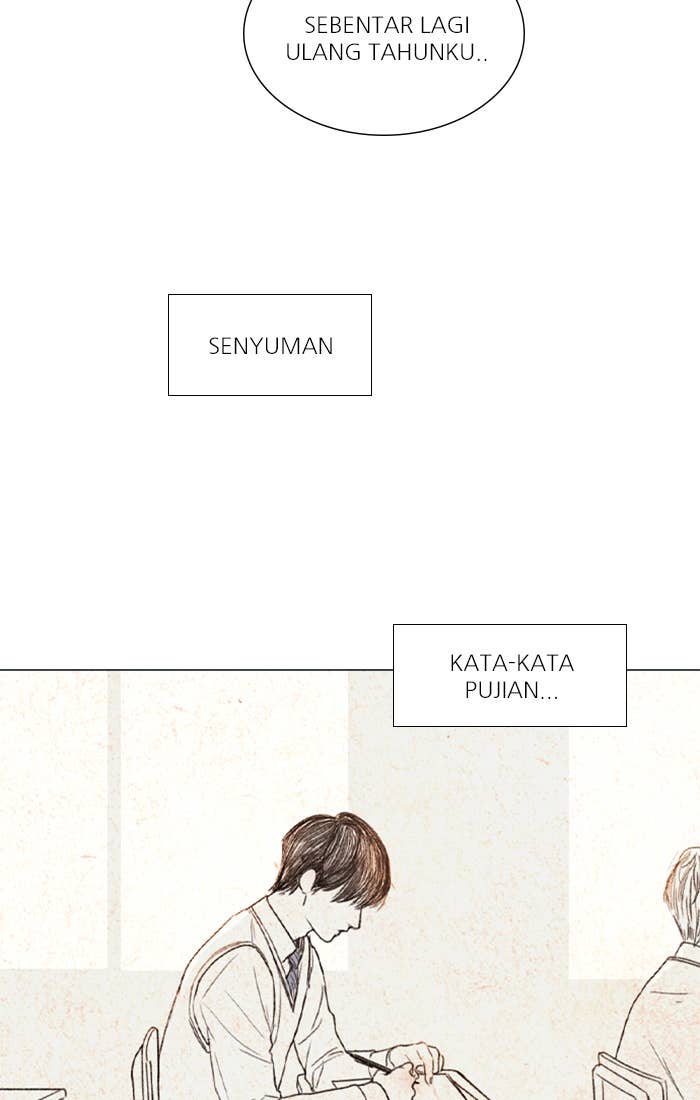 SEBENTAR LAGI
ULANG TAHUNKU..
SENYUMAN
KATA-KATA
PUJIAN...